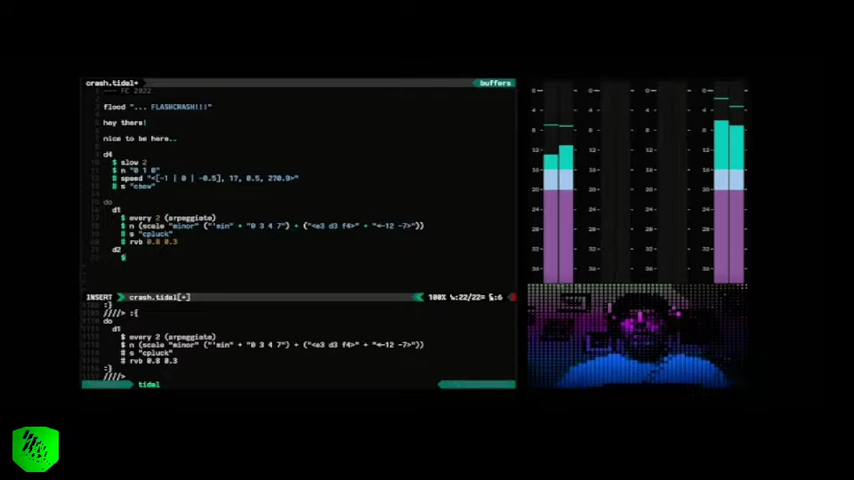 crash.tidal+
buffers
--- FC 2022
flood "... FLASHCRASH!!!"
hey there!
nice to be here..
d4
$ slow 2
$ n "0 1 0"
# speed "<[-1 | 0 | -0.5], 17, 0.5, 270.9>"
# s "cbow"
do
d1
$ every 2 (arpeggiate)
$ n (scale "minor" ("'min" + "0 3 4 7") + ("<e3 d3 f4>" + "<-12 -7>"))
# s "cpluck"
# rvb 0.8 0.3
d2
$
INSERT crash.tidal[+] 100% 22/22 :6
:}
////> :{
do
d1
$ every 2 (arpeggiate)
$ n (scale "minor" ("'min" + "0 3 4 7") + ("<e3 d3 f4>" + "<-12 -7>"))
# s "cpluck"
# rvb 0.8 0.3
:}
////>
tidal